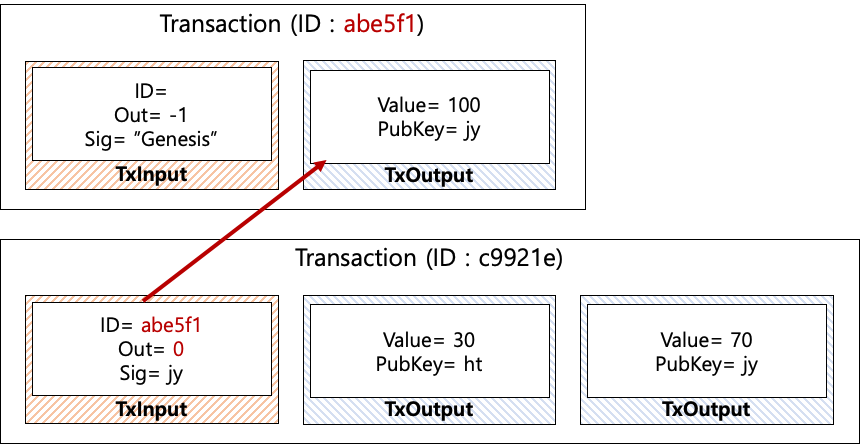 Transaction (ID : abe5f1)
ID=
Out= -1
Sig= ”Genesis”
TxInput
Value= 100
PubKey= jy
TxOutput
Transaction (ID : c9921e)
ID= abe5f1
Out= 0
Sig= jy
TxInput
Value= 30
PubKey= ht
TxOutput
Value= 70
PubKey= jy
TxOutput